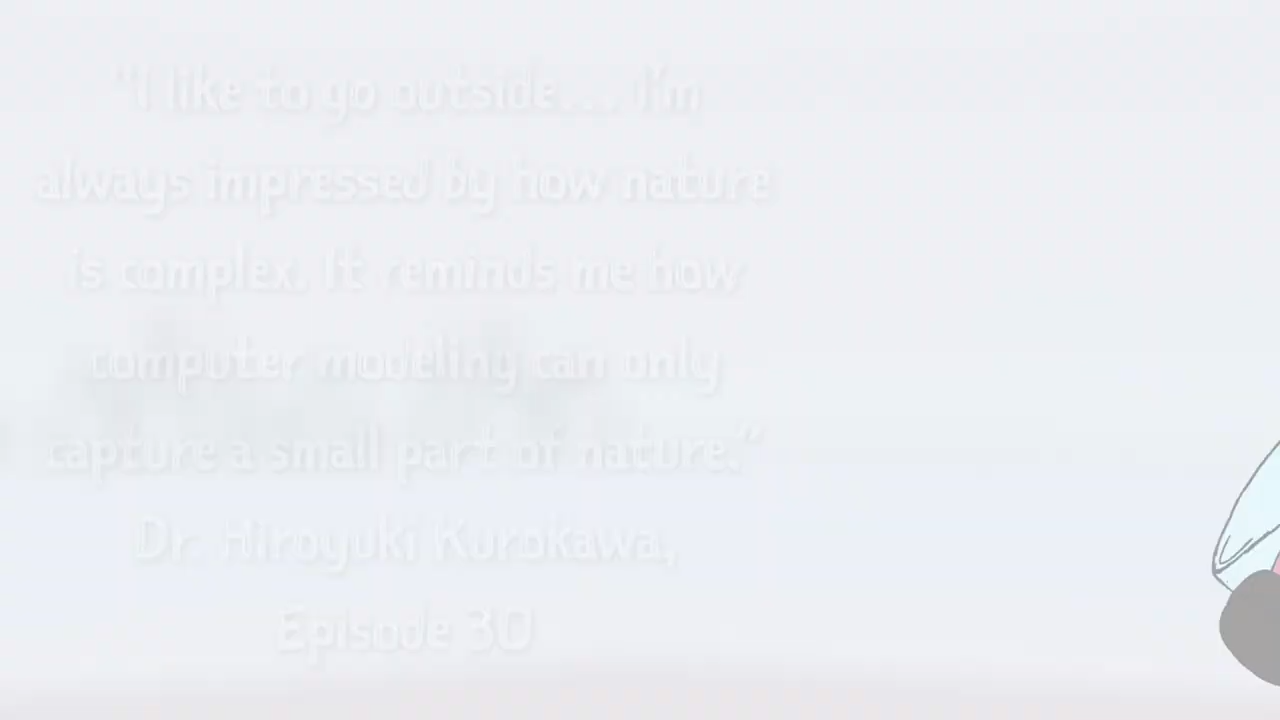 "I like to go outside... I'm
always impressed by how nature
is complex. It reminds me how
computer modeling can only
capture a small part of nature."
Dr. Hiroyuki Kurokawa,
Episode 30